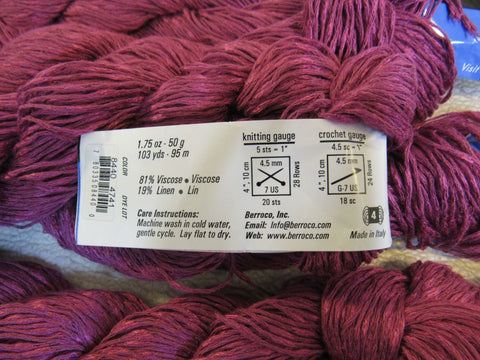 Visit
1.75 oz - 50 g
103 yds - 95 m
81% Viscose • Viscose
19% Linen • Lin
Care Instructions:
Machine wash in cold water,
gentle cycle. Lay flat to dry.
COLOR
8440
DYE LOT
4741
knitting gauge
5 sts = 1"
4", 10 cm
4.5 mm
7 US
28 Rows
20 sts
crochet gauge
4.5 sc = 1"
4", 10 cm
4.5 mm
G-7 US
24 Rows
18 sc
Berroco, Inc.
Email: Info@berroco.com
Web: www.berroco.com
4
Made in Italy